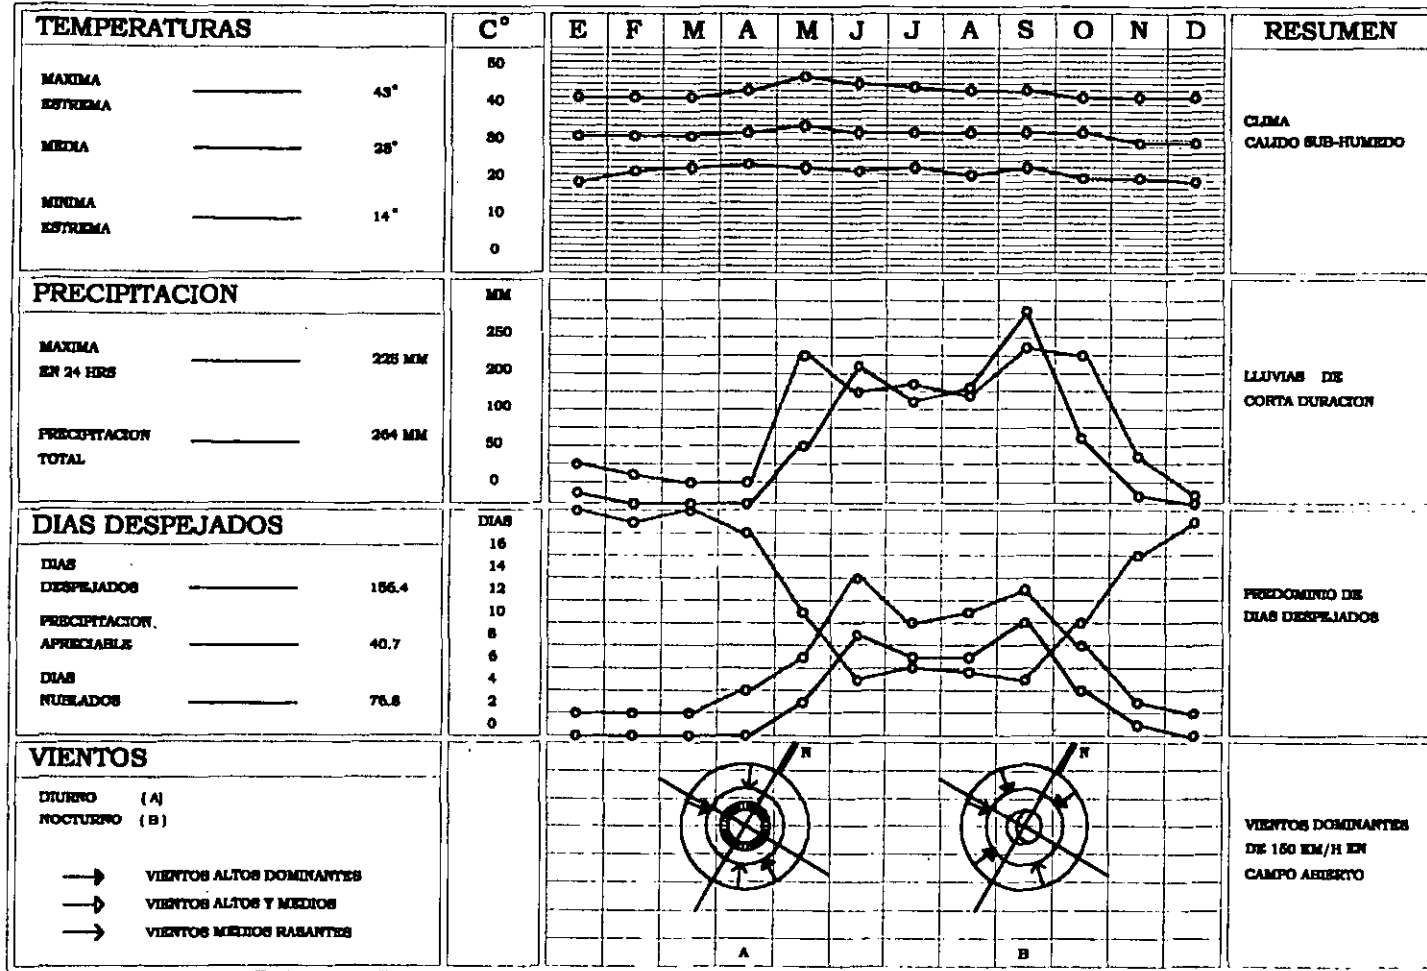 TEMPERATURAS C° E F M A M J J A S O N D RESUMEN
50
MAXIMA
ESTREMA 43°
40
CLIMA
CALIDO SUB-HUMEDO
30
MEDIA 28°
20
MINIMA
ESTREMA 14°
10
0
PRECIPITACION MM
250
MAXIMA
EN 24 HRS 225 MM
200
LLUVIAS DE
CORTA DURACION
100
PRECIPITACION
TOTAL 264 MM
50
0
DIAS DESPEJADOS DIAS
16
14
DIAS
DESPEJADOS 156.4
12
PREDOMINIO DE
DIAS DESPEJADOS
10
PRECIPITACION.
APRECIABLE 40.7
8
6
DIAS
NUBLADOS 76.8
4
2
0
VIENTOS
N N
DIURNO (A)
NOCTURNO (B)
VIENTOS DOMINANTES
DE 150 KM/H EN
CAMPO ABIERTO
VIENTOS ALTOS DOMINANTES
VIENTOS ALTOS Y MEDIOS
VIENTOS MEDIOS RASANTES
A B